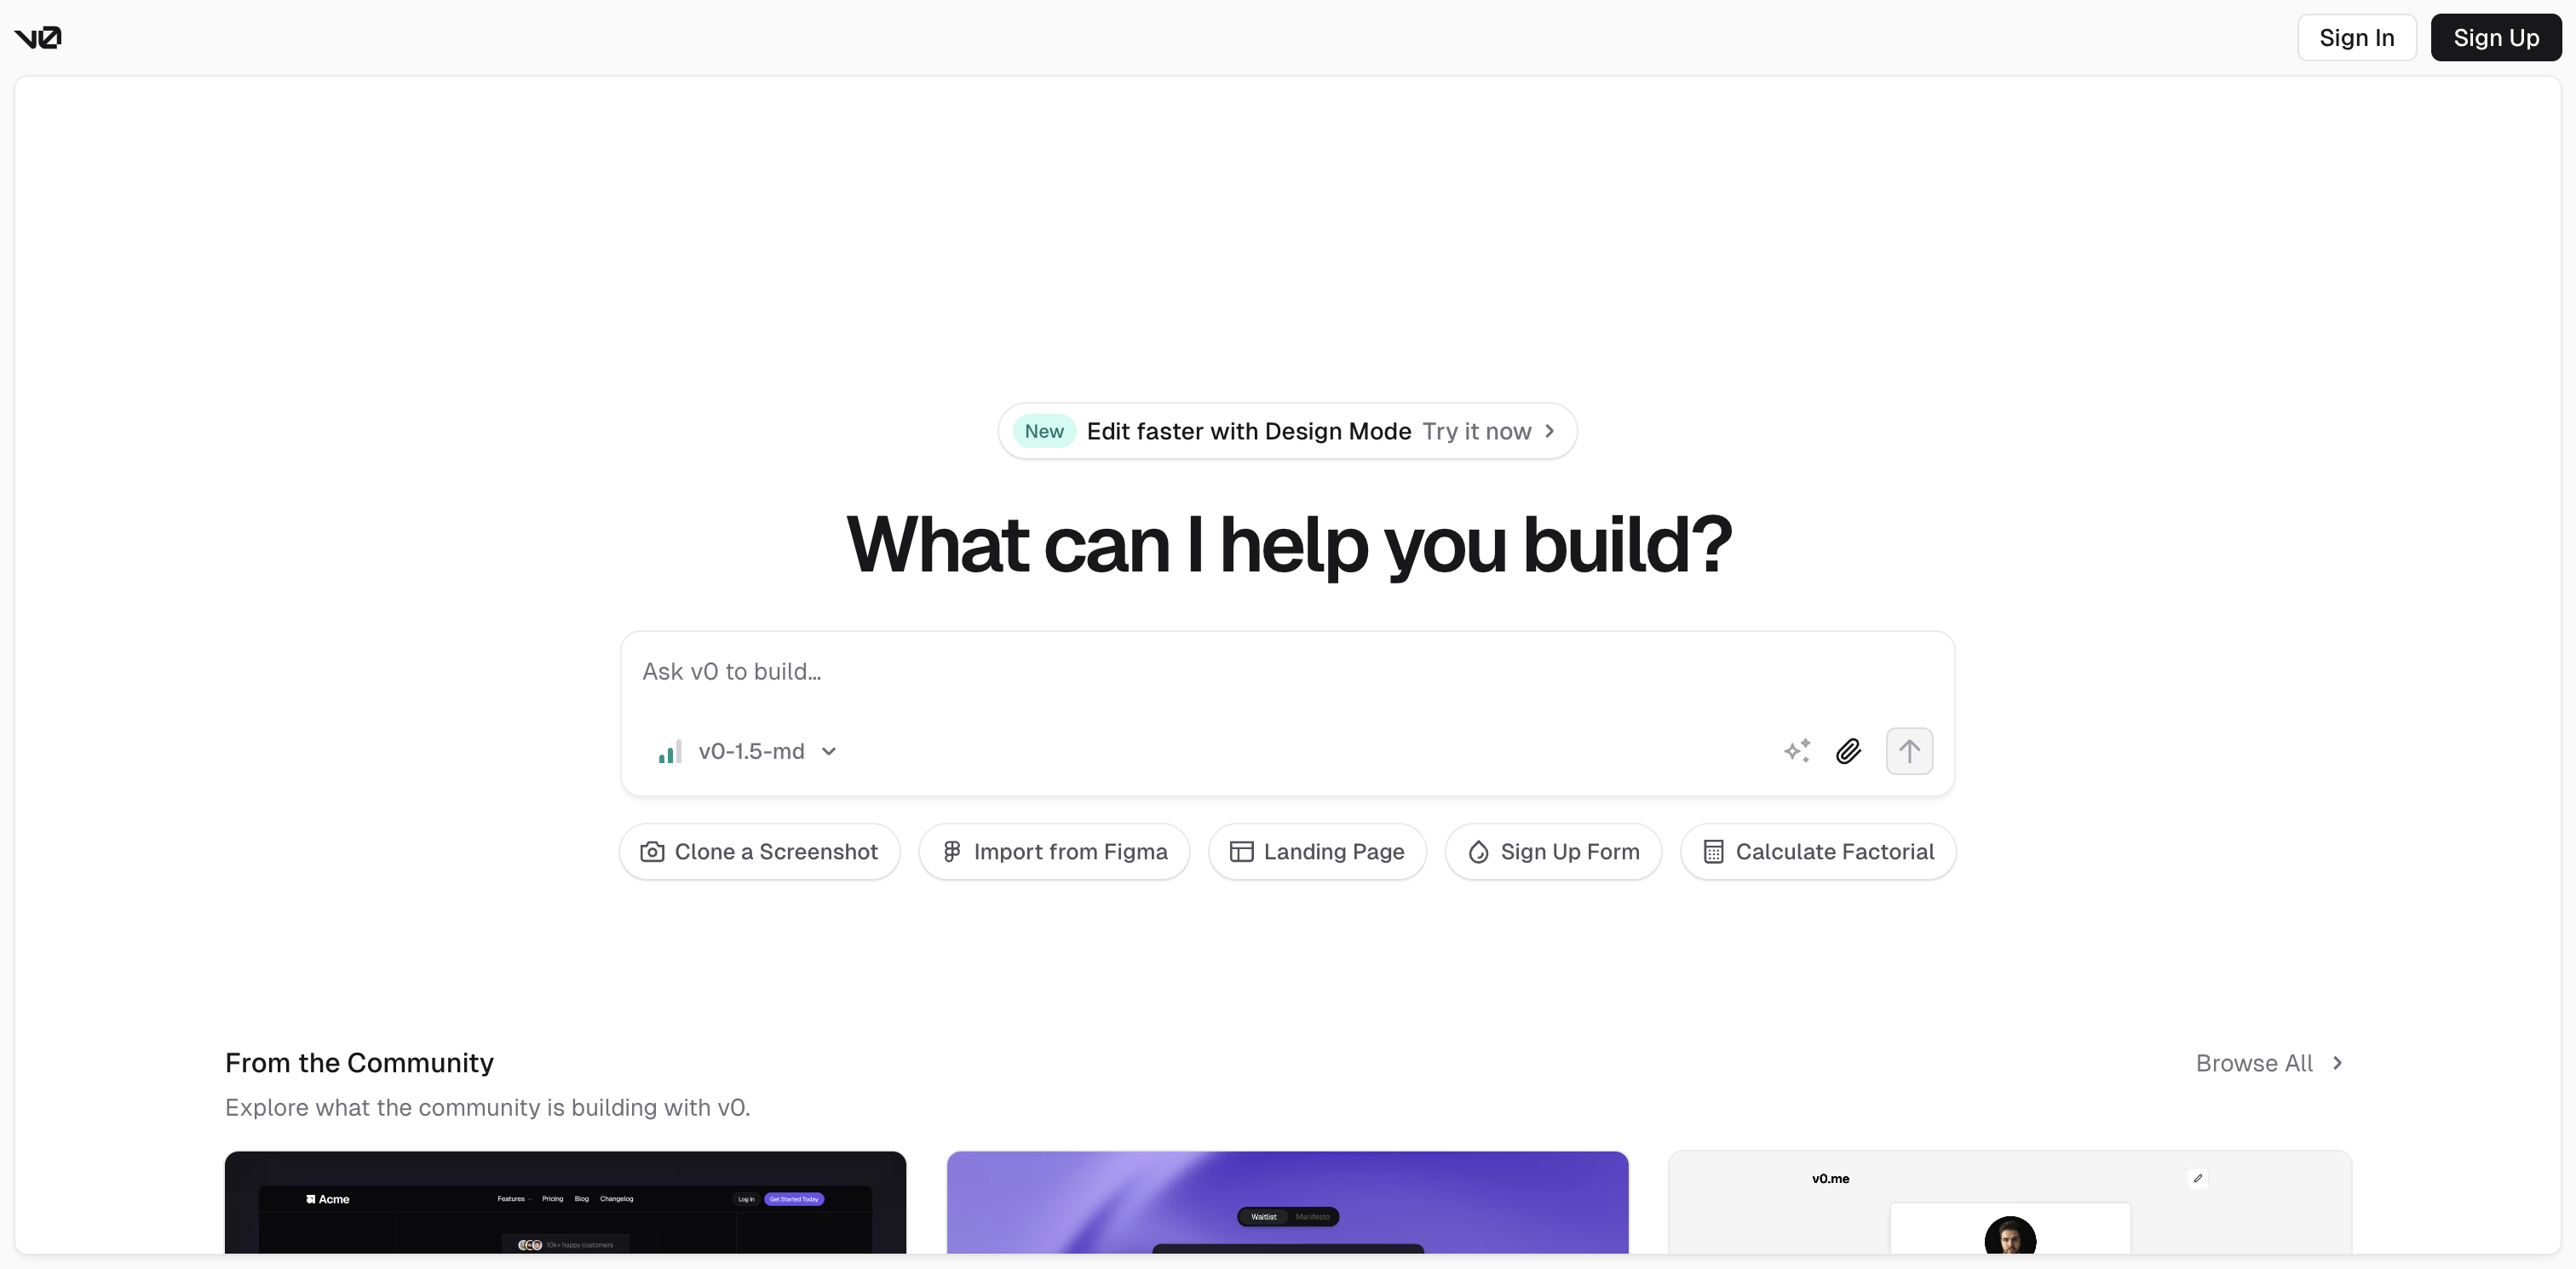 v0
Sign In
Sign Up
New Edit faster with Design Mode Try it now
What can I help you build?
Ask v0 to build...
v0-1.5-md
Clone a Screenshot
Import from Figma
Landing Page
Sign Up Form
Calculate Factorial
From the Community
Browse All
Explore what the community is building with v0.
Acme
Features
Pricing
Blog
Changelog
Log In
Get Started Today
10k+ happy customers
Waitlist
Manifesto
v0.me